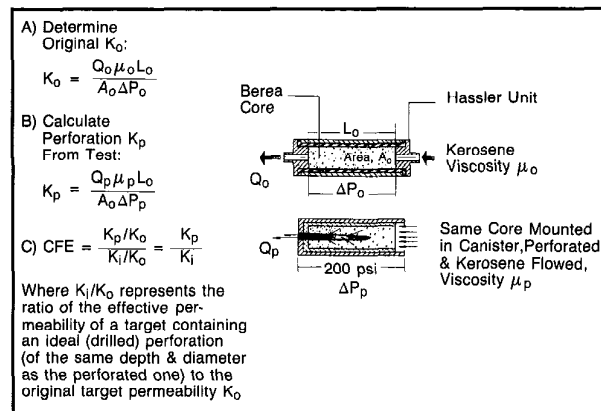 A) Determine
Original K₀:
K₀ = Q₀μ₀L₀ / A₀ΔP₀
B) Calculate
Perforation Kₚ
From Test:
Kₚ = QₚμₚL₀ / A₀ΔPₚ
C) CFE = Kₚ/K₀ / Kᵢ/K₀ = Kₚ / Kᵢ
Where Kᵢ/K₀ represents the
ratio of the effective per-
meability of a target containing
an ideal (drilled) perforation
(of the same depth & diameter
as the perforated one) to the
original target permeability K₀
Berea
Core
Hassler Unit
L₀
Area, A₀
Q₀
ΔP₀
Kerosene
Viscosity μ₀
Qₚ
200 psi
ΔPₚ
Same Core Mounted
in Canister,Perforated
& Kerosene Flowed,
Viscosity μₚ